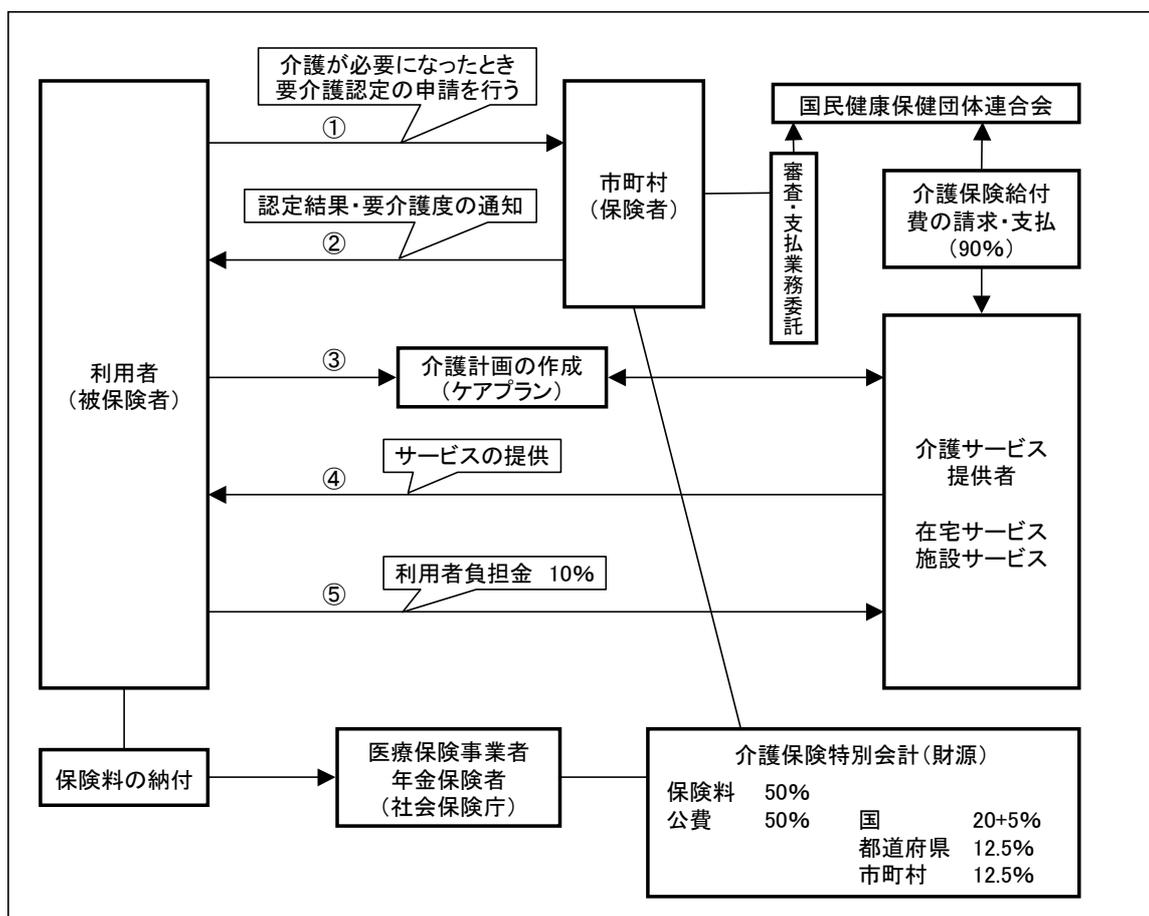 介護が必要になったとき
要介護認定の申請を行う
①
国民健康保健団体連合会
市町村
（保険者）
審査・支払業務委託
介護保険給付
費の請求・支払
（90%）
認定結果・要介護度の通知
②
利用者
（被保険者）
③
介護計画の作成
（ケアプラン）
サービスの提供
④
介護サービス
提供者
在宅サービス
施設サービス
利用者負担金 10%
⑤
保険料の納付
医療保険事業者
年金保険者
（社会保険庁）
介護保険特別会計（財源）
保険料 50%
公費 50% 国 20+5%
都道府県 12.5%
市町村 12.5%